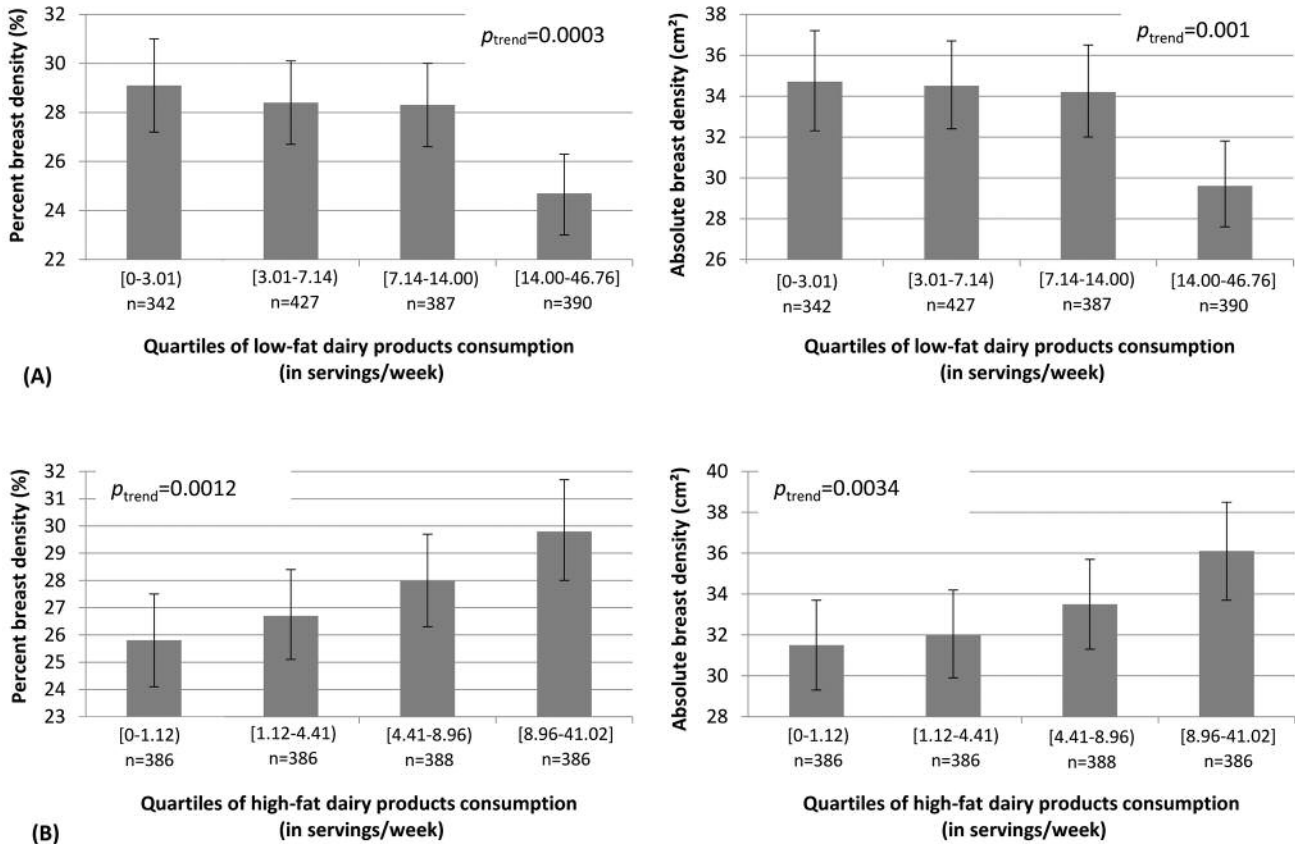 Percent breast density (%)
32
30
28
26
24
22
p_trend=0.0003
[0-3.01) [3.01-7.14) [7.14-14.00) [14.00-46.76]
n=342 n=427 n=387 n=390
Quartiles of low-fat dairy products consumption
(in servings/week)
(A)
Absolute breast density (cm²)
38
36
34
32
30
28
26
p_trend=0.001
[0-3.01) [3.01-7.14) [7.14-14.00) [14.00-46.76]
n=342 n=427 n=387 n=390
Quartiles of low-fat dairy products consumption
(in servings/week)
Percent breast density (%)
32
31
30
29
28
27
26
25
24
23
p_trend=0.0012
[0-1.12) [1.12-4.41) [4.41-8.96) [8.96-41.02]
n=386 n=386 n=388 n=386
Quartiles of high-fat dairy products consumption
(in servings/week)
(B)
Absolute breast density (cm²)
40
38
36
34
32
30
28
p_trend=0.0034
[0-1.12) [1.12-4.41) [4.41-8.96) [8.96-41.02]
n=386 n=386 n=388 n=386
Quartiles of high-fat dairy products consumption
(in servings/week)